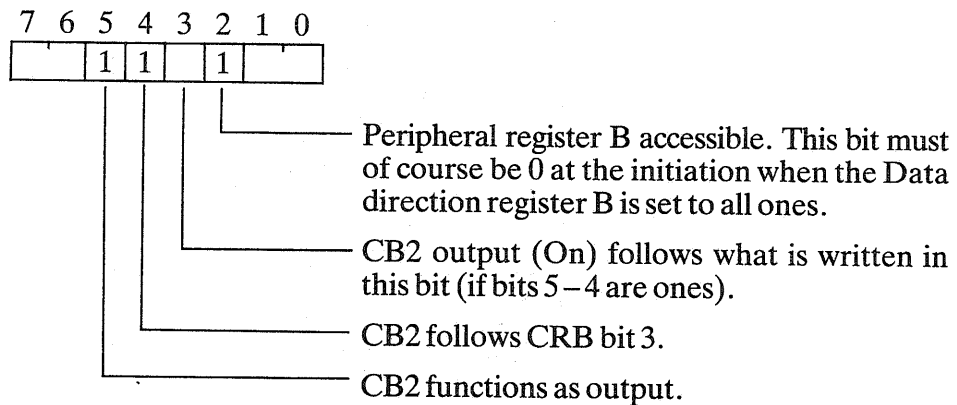 7 6 5 4 3 2 1 0
1 1 1
Peripheral register B accessible. This bit must
of course be 0 at the initiation when the Data
direction register B is set to all ones.
CB2 output (On) follows what is written in
this bit (if bits 5–4 are ones).
CB2 follows CRB bit 3.
CB2 functions as output.